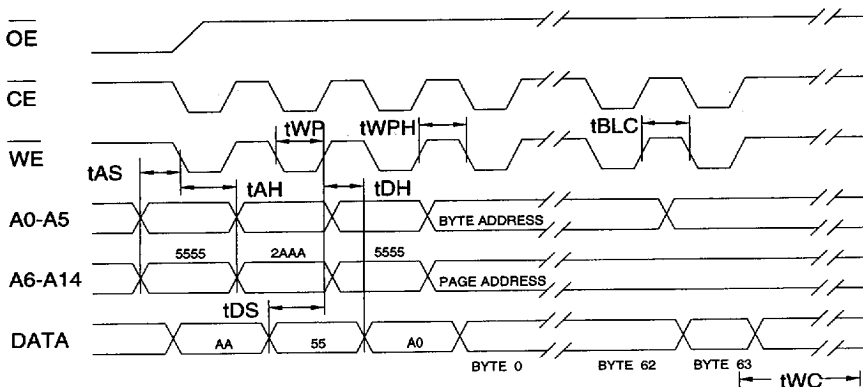 OE
CE
tWP tWPH tBLC
WE
tAS tAH tDH
A0-A5 BYTE ADDRESS
5555 2AAA 5555
A6-A14 PAGE ADDRESS
tDS
DATA AA 55 A0
BYTE 0 BYTE 62 BYTE 63
tWC